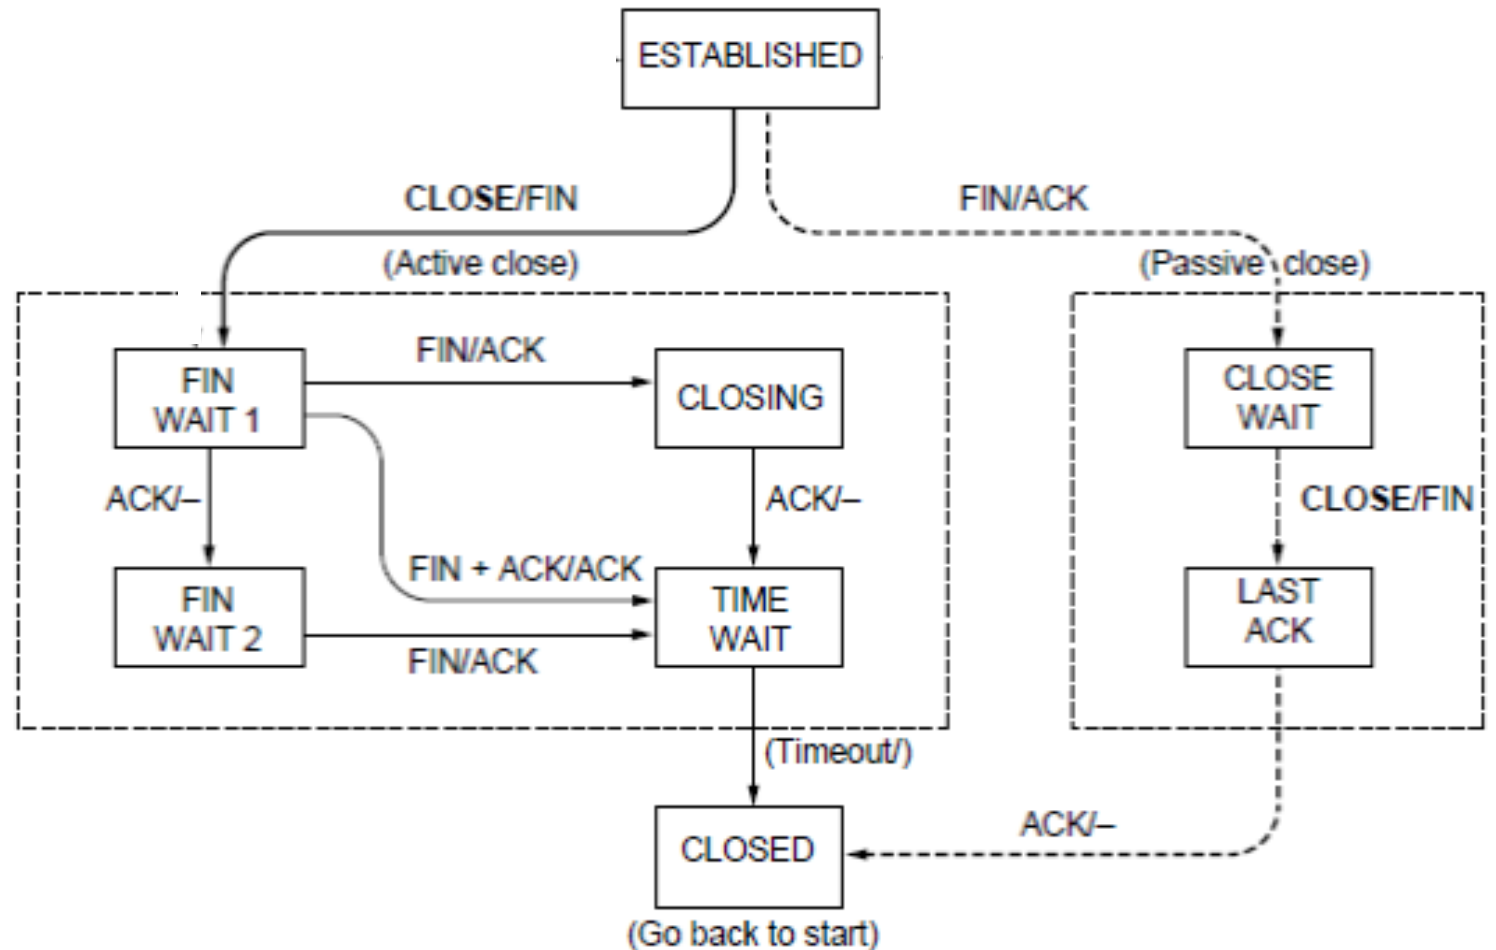 ESTABLISHED
CLOSE/FIN
FIN/ACK
(Active close)
(Passive close)
FIN
WAIT 1
FIN/ACK
CLOSING
CLOSE
WAIT
ACK/–
ACK/–
CLOSE/FIN
FIN + ACK/ACK
FIN
WAIT 2
TIME
WAIT
LAST
ACK
FIN/ACK
(Timeout/)
ACK/–
CLOSED
(Go back to start)